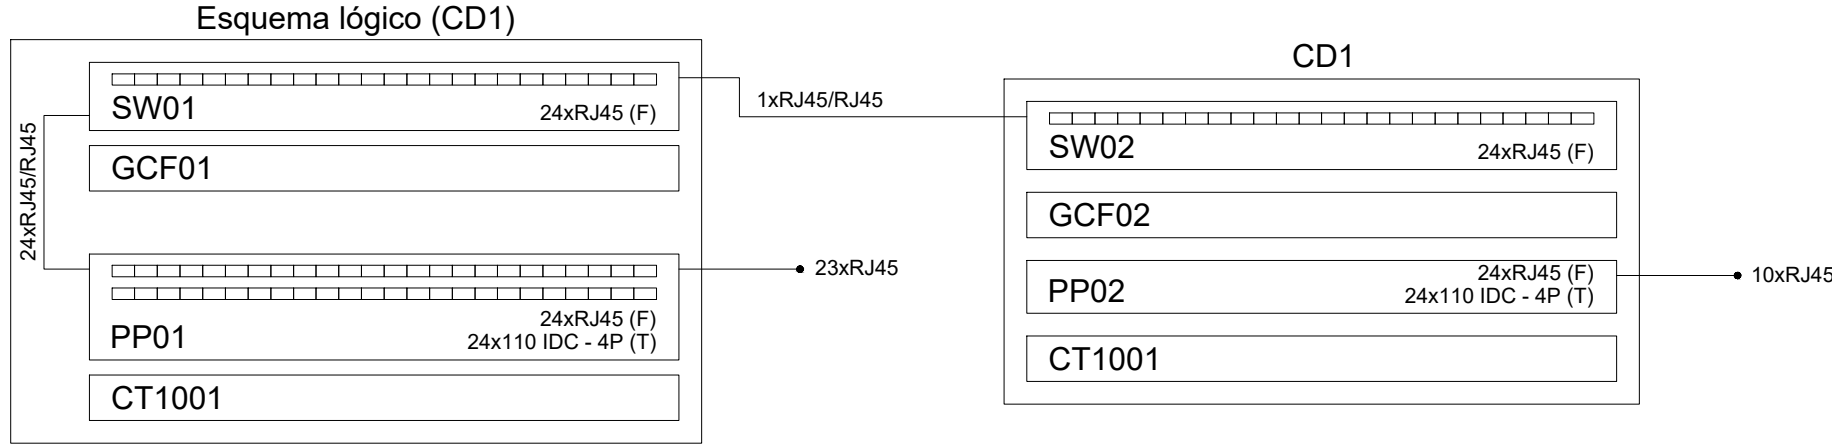 Esquema lógico (CD1)
SW01
24xRJ45 (F)
GCF01
24xRJ45/RJ45
PP01
24xRJ45 (F)
24x110 IDC - 4P (T)
CT1001
1xRJ45/RJ45
23xRJ45
CD1
SW02
24xRJ45 (F)
GCF02
PP02
24xRJ45 (F)
24x110 IDC - 4P (T)
CT1001
10xRJ45